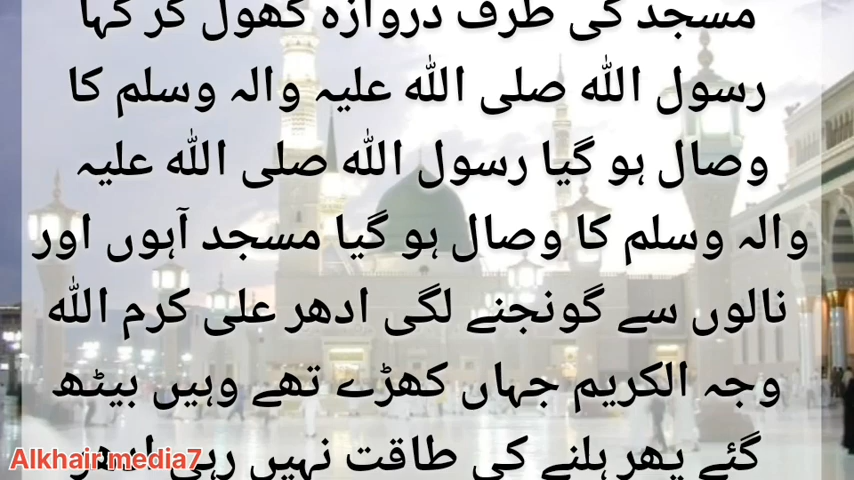 مسجد کی طرف دروازہ کھول کر کہا
رسول اللہ صلی اللہ علیہ والہ وسلم کا
وصال ہو گیا رسول اللہ صلی اللہ علیہ
والہ وسلم کا وصال ہو گیا مسجد آہوں اور
نالوں سے گونجنے لگی ادھر علی کرم اللہ
وجہ الکریم جہاں کھڑے تھے وہیں بیٹھ
گئے پھر ہلنے کی طاقت نہیں رہی ادھر
Alkhair media7